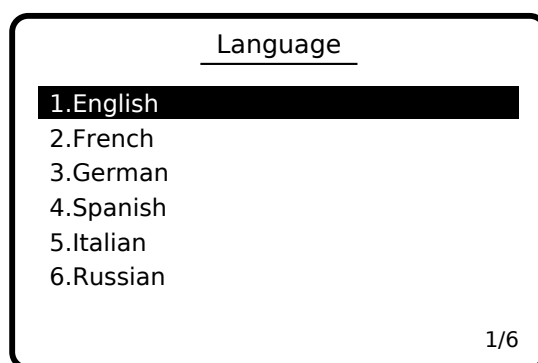 Language
1.English
2.French
3.German
4.Spanish
5.Italian
6.Russian
1/6